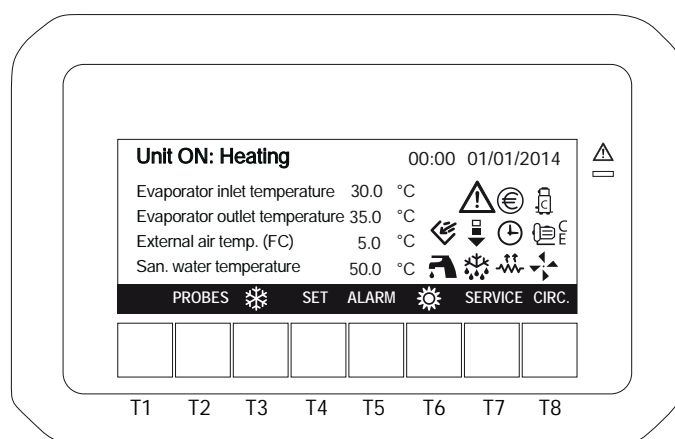 Unit ON: Heating 00:00 01/01/2014
Evaporator inlet temperature 30.0 °C
Evaporator outlet temperature 35.0 °C
External air temp. (FC) 5.0 °C
San. water temperature 50.0 °C
C
€
C
E
PROBES SET ALARM SERVICE CIRC.
T1 T2 T3 T4 T5 T6 T7 T8